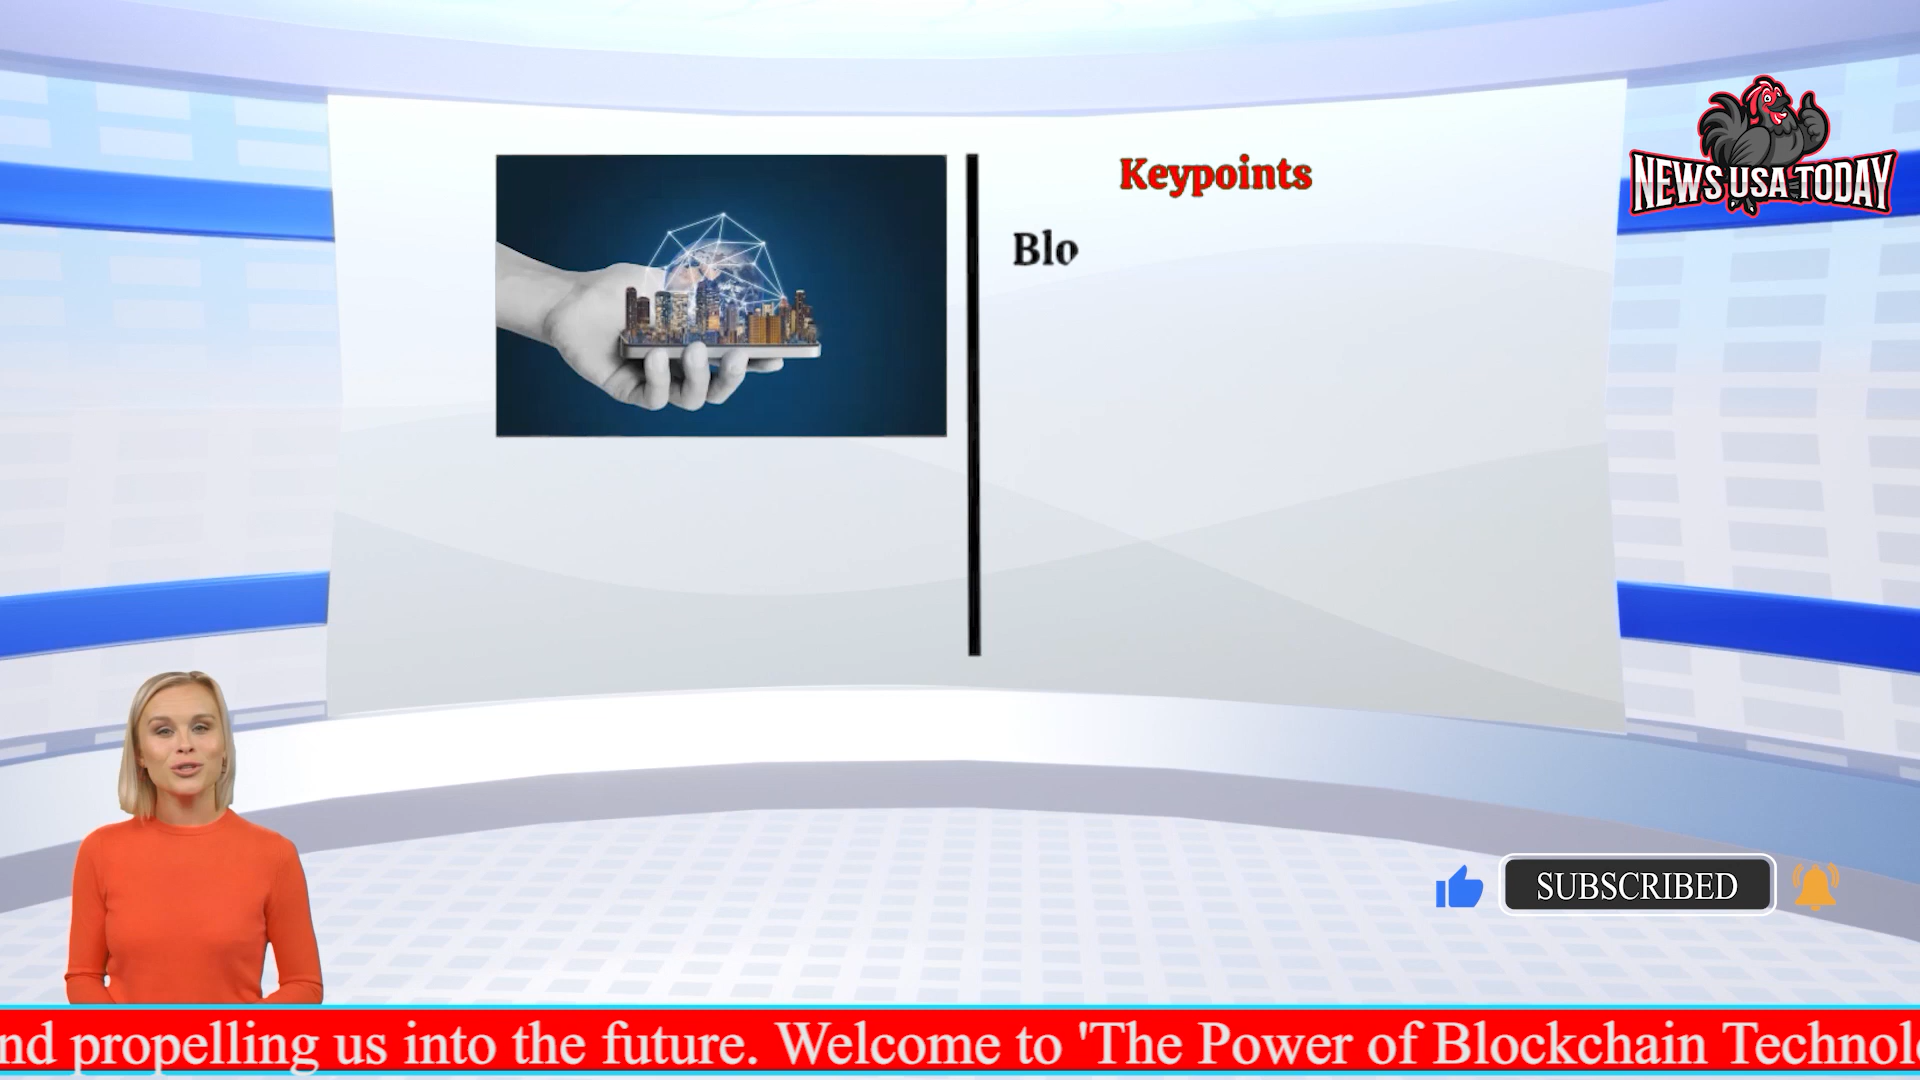 NEWS USA TODAY
Keypoints
Blo
SUBSCRIBED
nd propelling us into the future. Welcome to 'The Power of Blockchain Technol